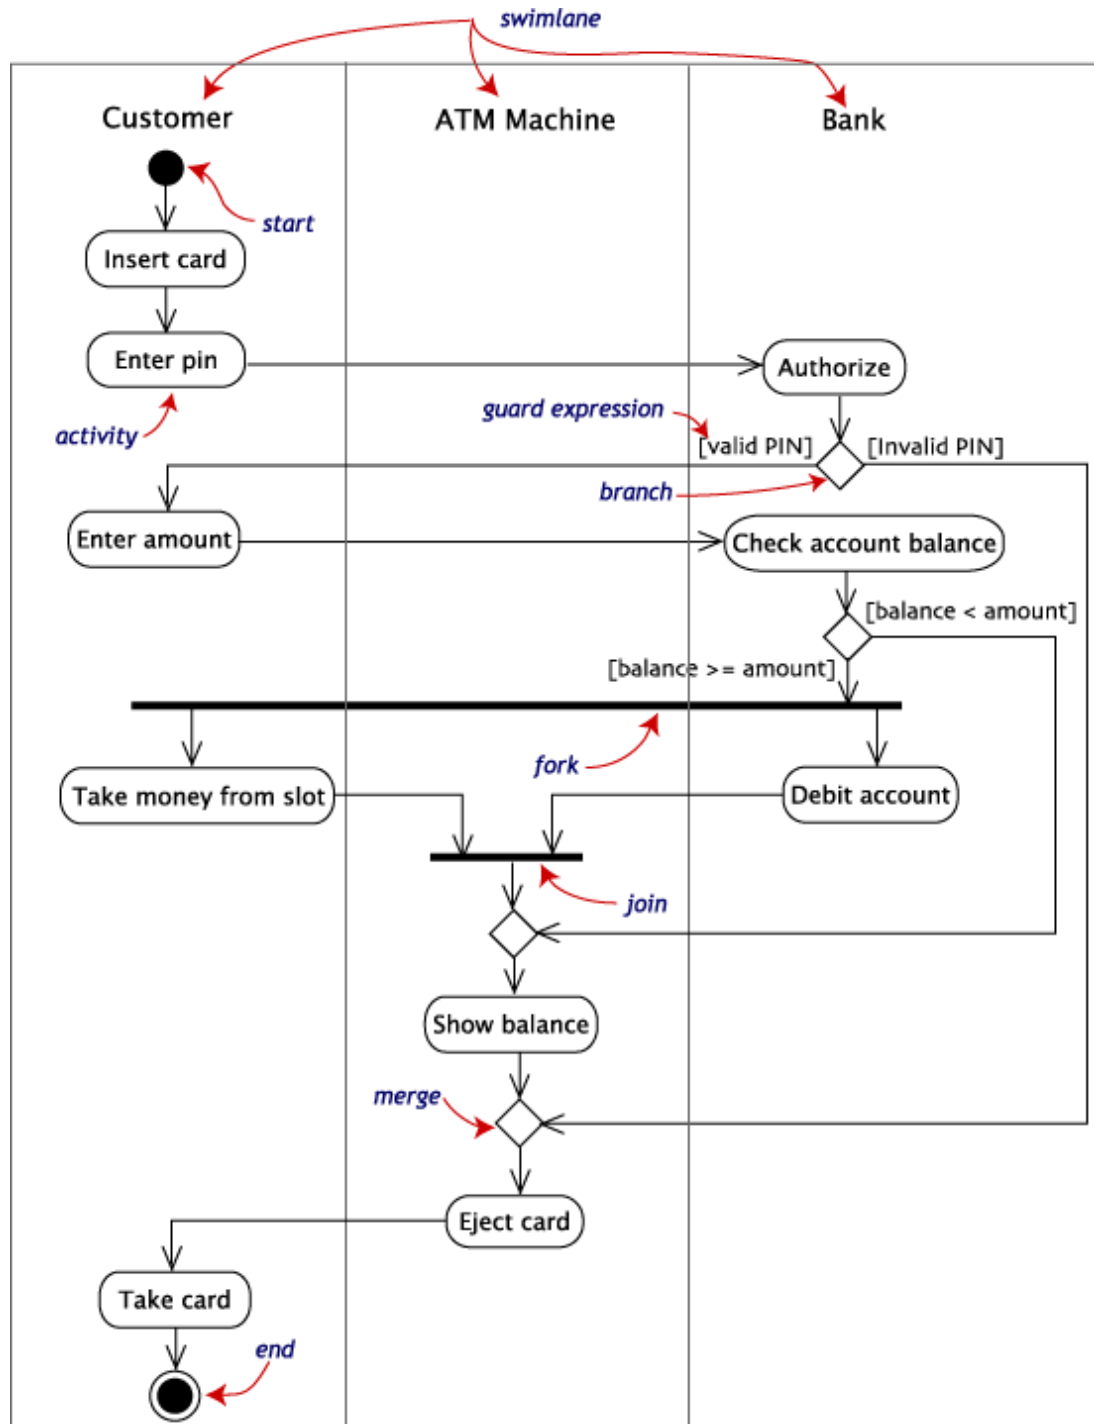 swimlane
Customer
ATM Machine
Bank
start
Insert card
Enter pin
Authorize
activity
guard expression
[valid PIN]
[Invalid PIN]
branch
Enter amount
Check account balance
[balance < amount]
[balance >= amount]
fork
Take money from slot
Debit account
join
Show balance
merge
Eject card
Take card
end